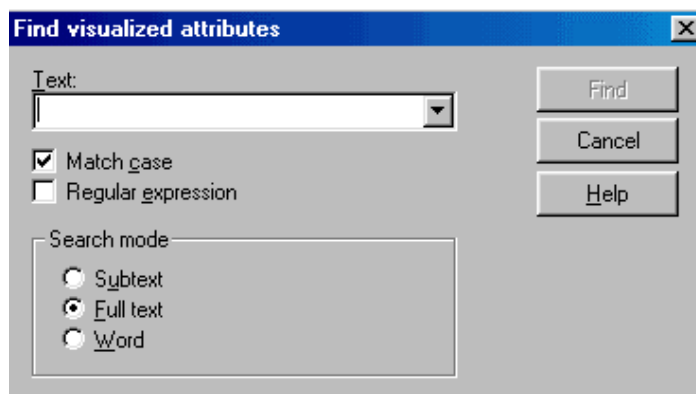 Find visualized attributes
Text:
Find
Cancel
Match case
Regular expression
Help
Search mode
Subtext
Full text
Word